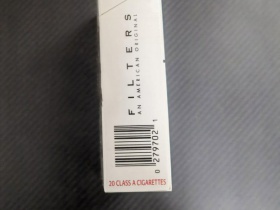 FILTERS
AN AMERICAN ORIGINAL
0 279702 1
20 CLASS A CIGARETTES